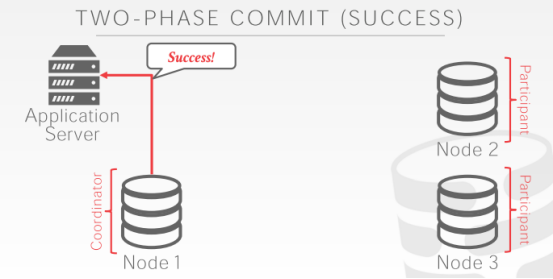 TWO-PHASE COMMIT (SUCCESS)
Success!
Application
Server
Participant
Node 2
Coordinator
Node 1
Participant
Node 3